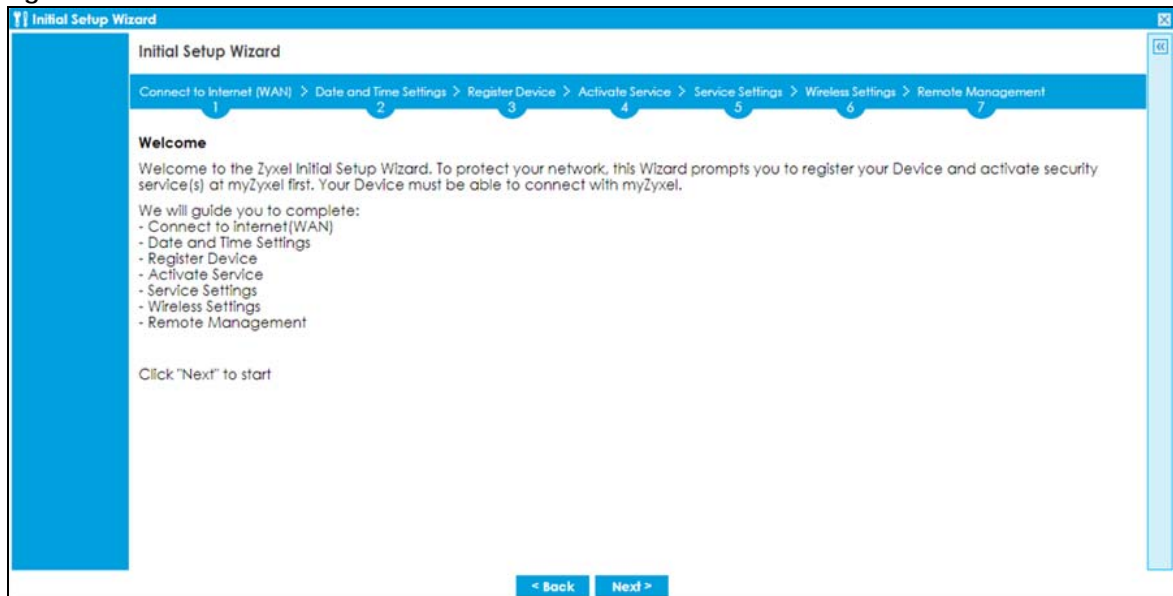 Initial Setup Wizard
Initial Setup Wizard
Connect to Internet (WAN) > Date and Time Settings > Register Device > Activate Service > Service Settings > Wireless Settings > Remote Management
1 2 3 4 5 6 7
Welcome
Welcome to the Zyxel Initial Setup Wizard. To protect your network, this Wizard prompts you to register your Device and activate security
service(s) at myZyxel first. Your Device must be able to connect with myZyxel.
We will guide you to complete:
- Connect to internet(WAN)
- Date and Time Settings
- Register Device
- Activate Service
- Service Settings
- Wireless Settings
- Remote Management
Click "Next" to start
< Back Next >